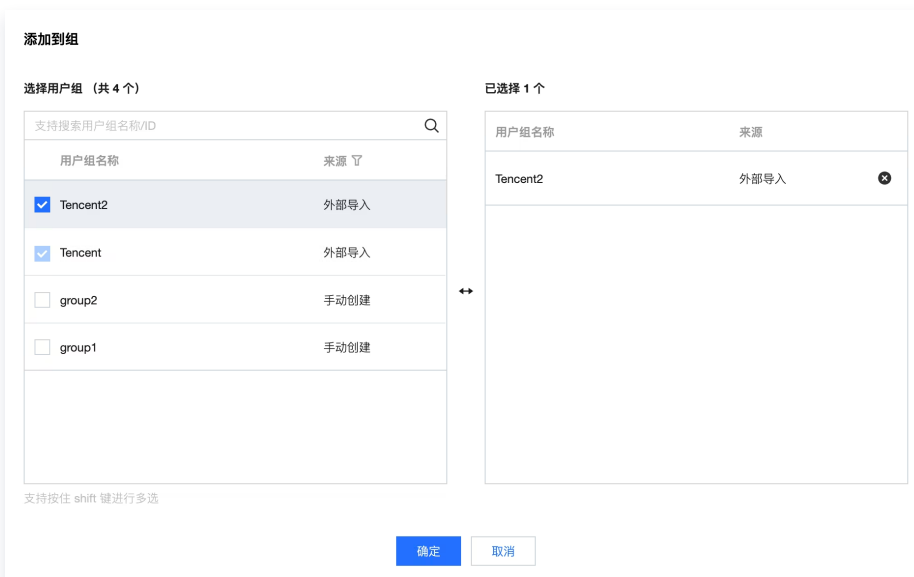 添加到组
选择用户组 （共 4 个）
已选择 1 个
支持搜索用户组名称/ID
用户组名称 来源
Tencent2 外部导入
Tencent 外部导入
group2 手动创建
group1 手动创建
用户组名称 来源
Tencent2 外部导入
支持按住 shift 键进行多选
确定 取消